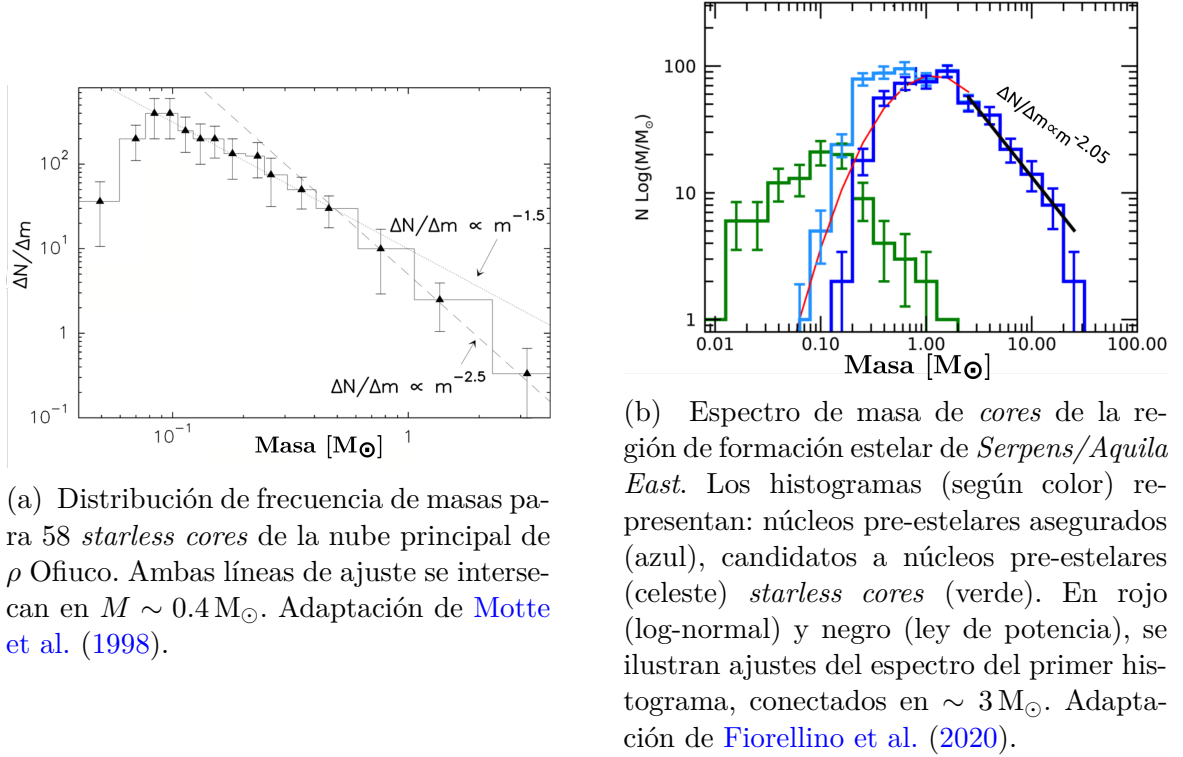 10²
10¹
1
10⁻¹
ΔN/Δm
ΔN/Δm ∝ m⁻¹·⁵
ΔN/Δm ∝ m⁻²·⁵
10⁻¹
1
Masa [M⊙]
(a) Distribución de frecuencia de masas pa-
ra 58 starless cores de la nube principal de
ρ Ofiuco. Ambas líneas de ajuste se interse-
can en M ∼ 0.4 M⊙. Adaptación de Motte
et al. (1998).
100
10
1
N Log(M/M⊙)
ΔN/Δm∝m⁻²·⁰⁵
0.01 0.10 1.00 10.00 100.00
Masa [M⊙]
(b) Espectro de masa de cores de la re-
gión de formación estelar de Serpens/Aquila
East. Los histogramas (según color) re-
presentan: núcleos pre-estelares asegurados
(azul), candidatos a núcleos pre-estelares
(celeste) starless cores (verde). En rojo
(log-normal) y negro (ley de potencia), se
ilustran ajustes del espectro del primer his-
tograma, conectados en ∼ 3 M⊙. Adapta-
ción de Fiorellino et al. (2020).